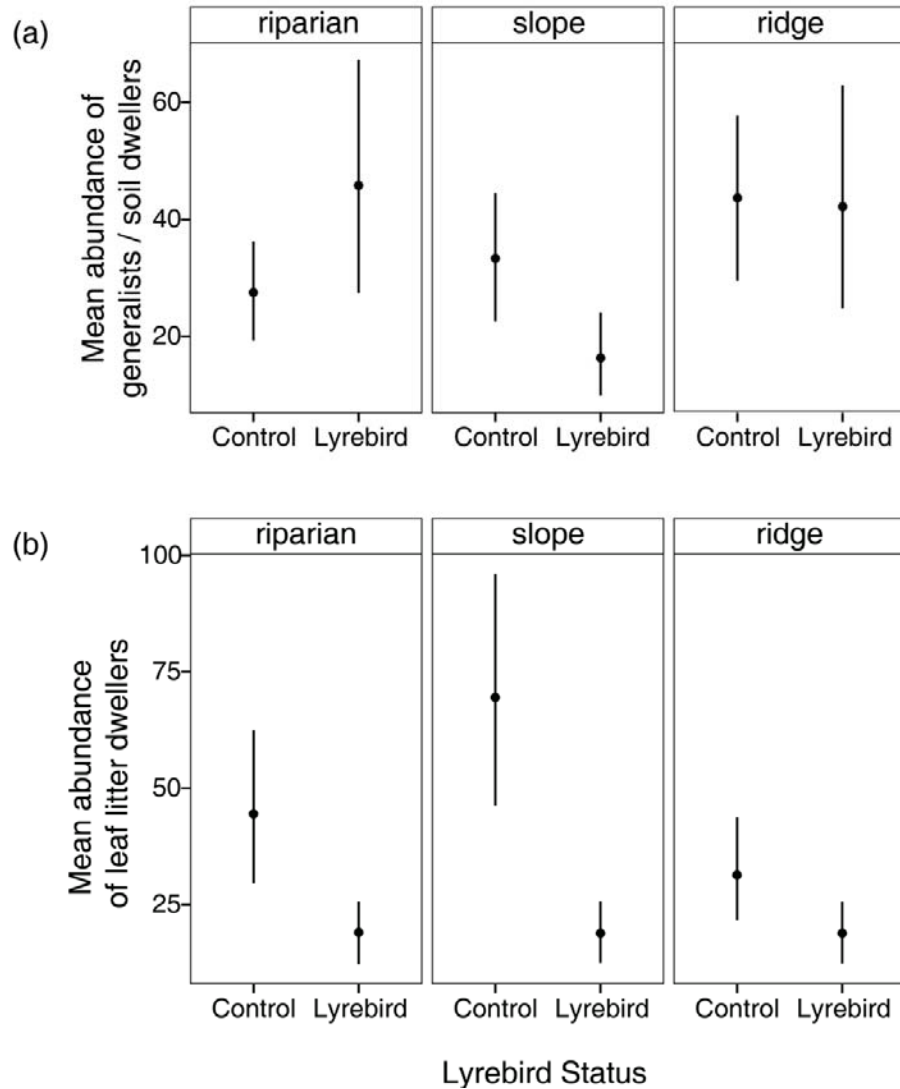 (a)
riparian slope ridge
Mean abundance of
generalists / soil dwellers
60
40
20
Control Lyrebird Control Lyrebird Control Lyrebird
(b)
riparian slope ridge
Mean abundance
of leaf litter dwellers
100
75
50
25
Control Lyrebird Control Lyrebird Control Lyrebird
Lyrebird Status